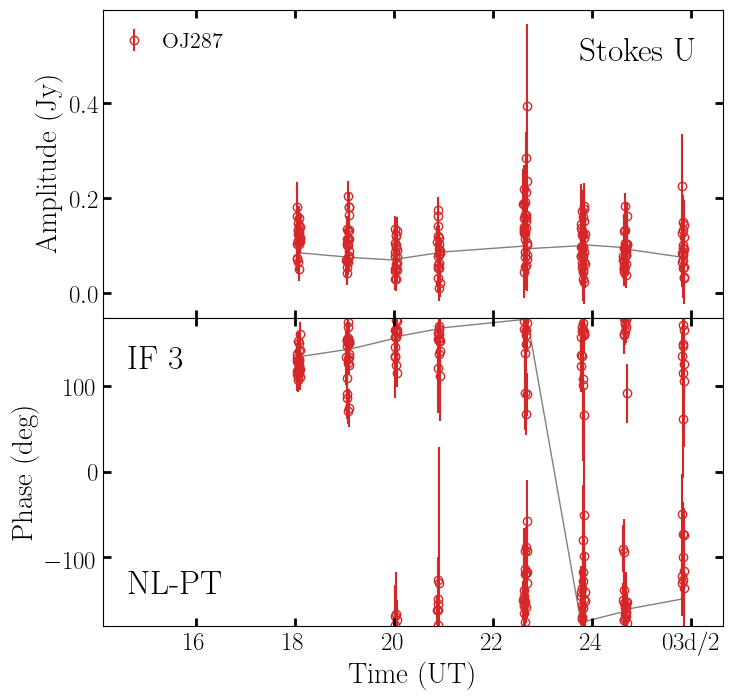 OJ287
Stokes U
Amplitude (Jy)
0.4
0.2
0.0
IF 3
NL-PT
Phase (deg)
100
0
−100
16 18 20 22 24 03d/2
Time (UT)